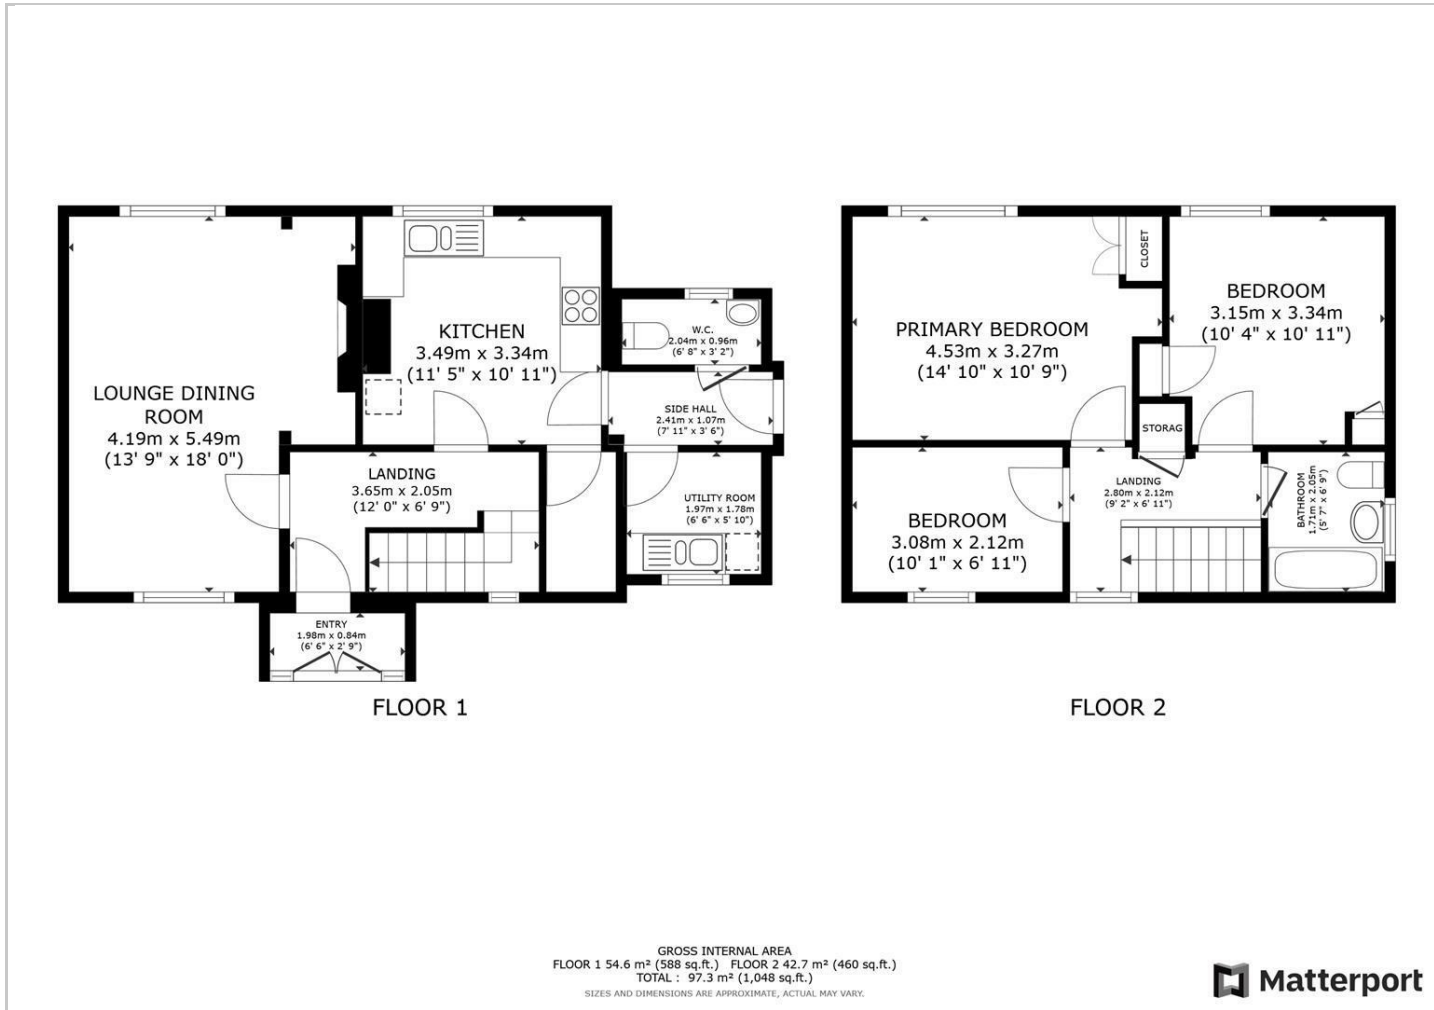 LOUNGE DINING
ROOM
4.19m x 5.49m
(13' 9" x 18' 0")
KITCHEN
3.49m x 3.34m
(11' 5" x 10' 11")
W.C.
2.04m x 0.96m
(6' 8" x 3' 2")
SIDE HALL
2.41m x 1.07m
(7' 11" x 3' 6")
LANDING
3.65m x 2.05m
(12' 0" x 6' 9")
UTILITY ROOM
1.97m x 1.78m
(6' 6" x 5' 10")
ENTRY
1.98m x 0.84m
(6' 6" x 2' 9")
FLOOR 1
PRIMARY BEDROOM
4.53m x 3.27m
(14' 10" x 10' 9")
CLOSET
BEDROOM
3.15m x 3.34m
(10' 4" x 10' 11")
STORAG
LANDING
2.80m x 2.12m
(9' 2" x 6' 11")
BATHROOM
1.71m x 2.05m
(5' 7" x 6' 9")
BEDROOM
3.08m x 2.12m
(10' 1" x 6' 11")
FLOOR 2
GROSS INTERNAL AREA
FLOOR 1 54.6 m² (588 sq.ft.) FLOOR 2 42.7 m² (460 sq.ft.)
TOTAL : 97.3 m² (1,048 sq.ft.)
SIZES AND DIMENSIONS ARE APPROXIMATE, ACTUAL MAY VARY.
Matterport